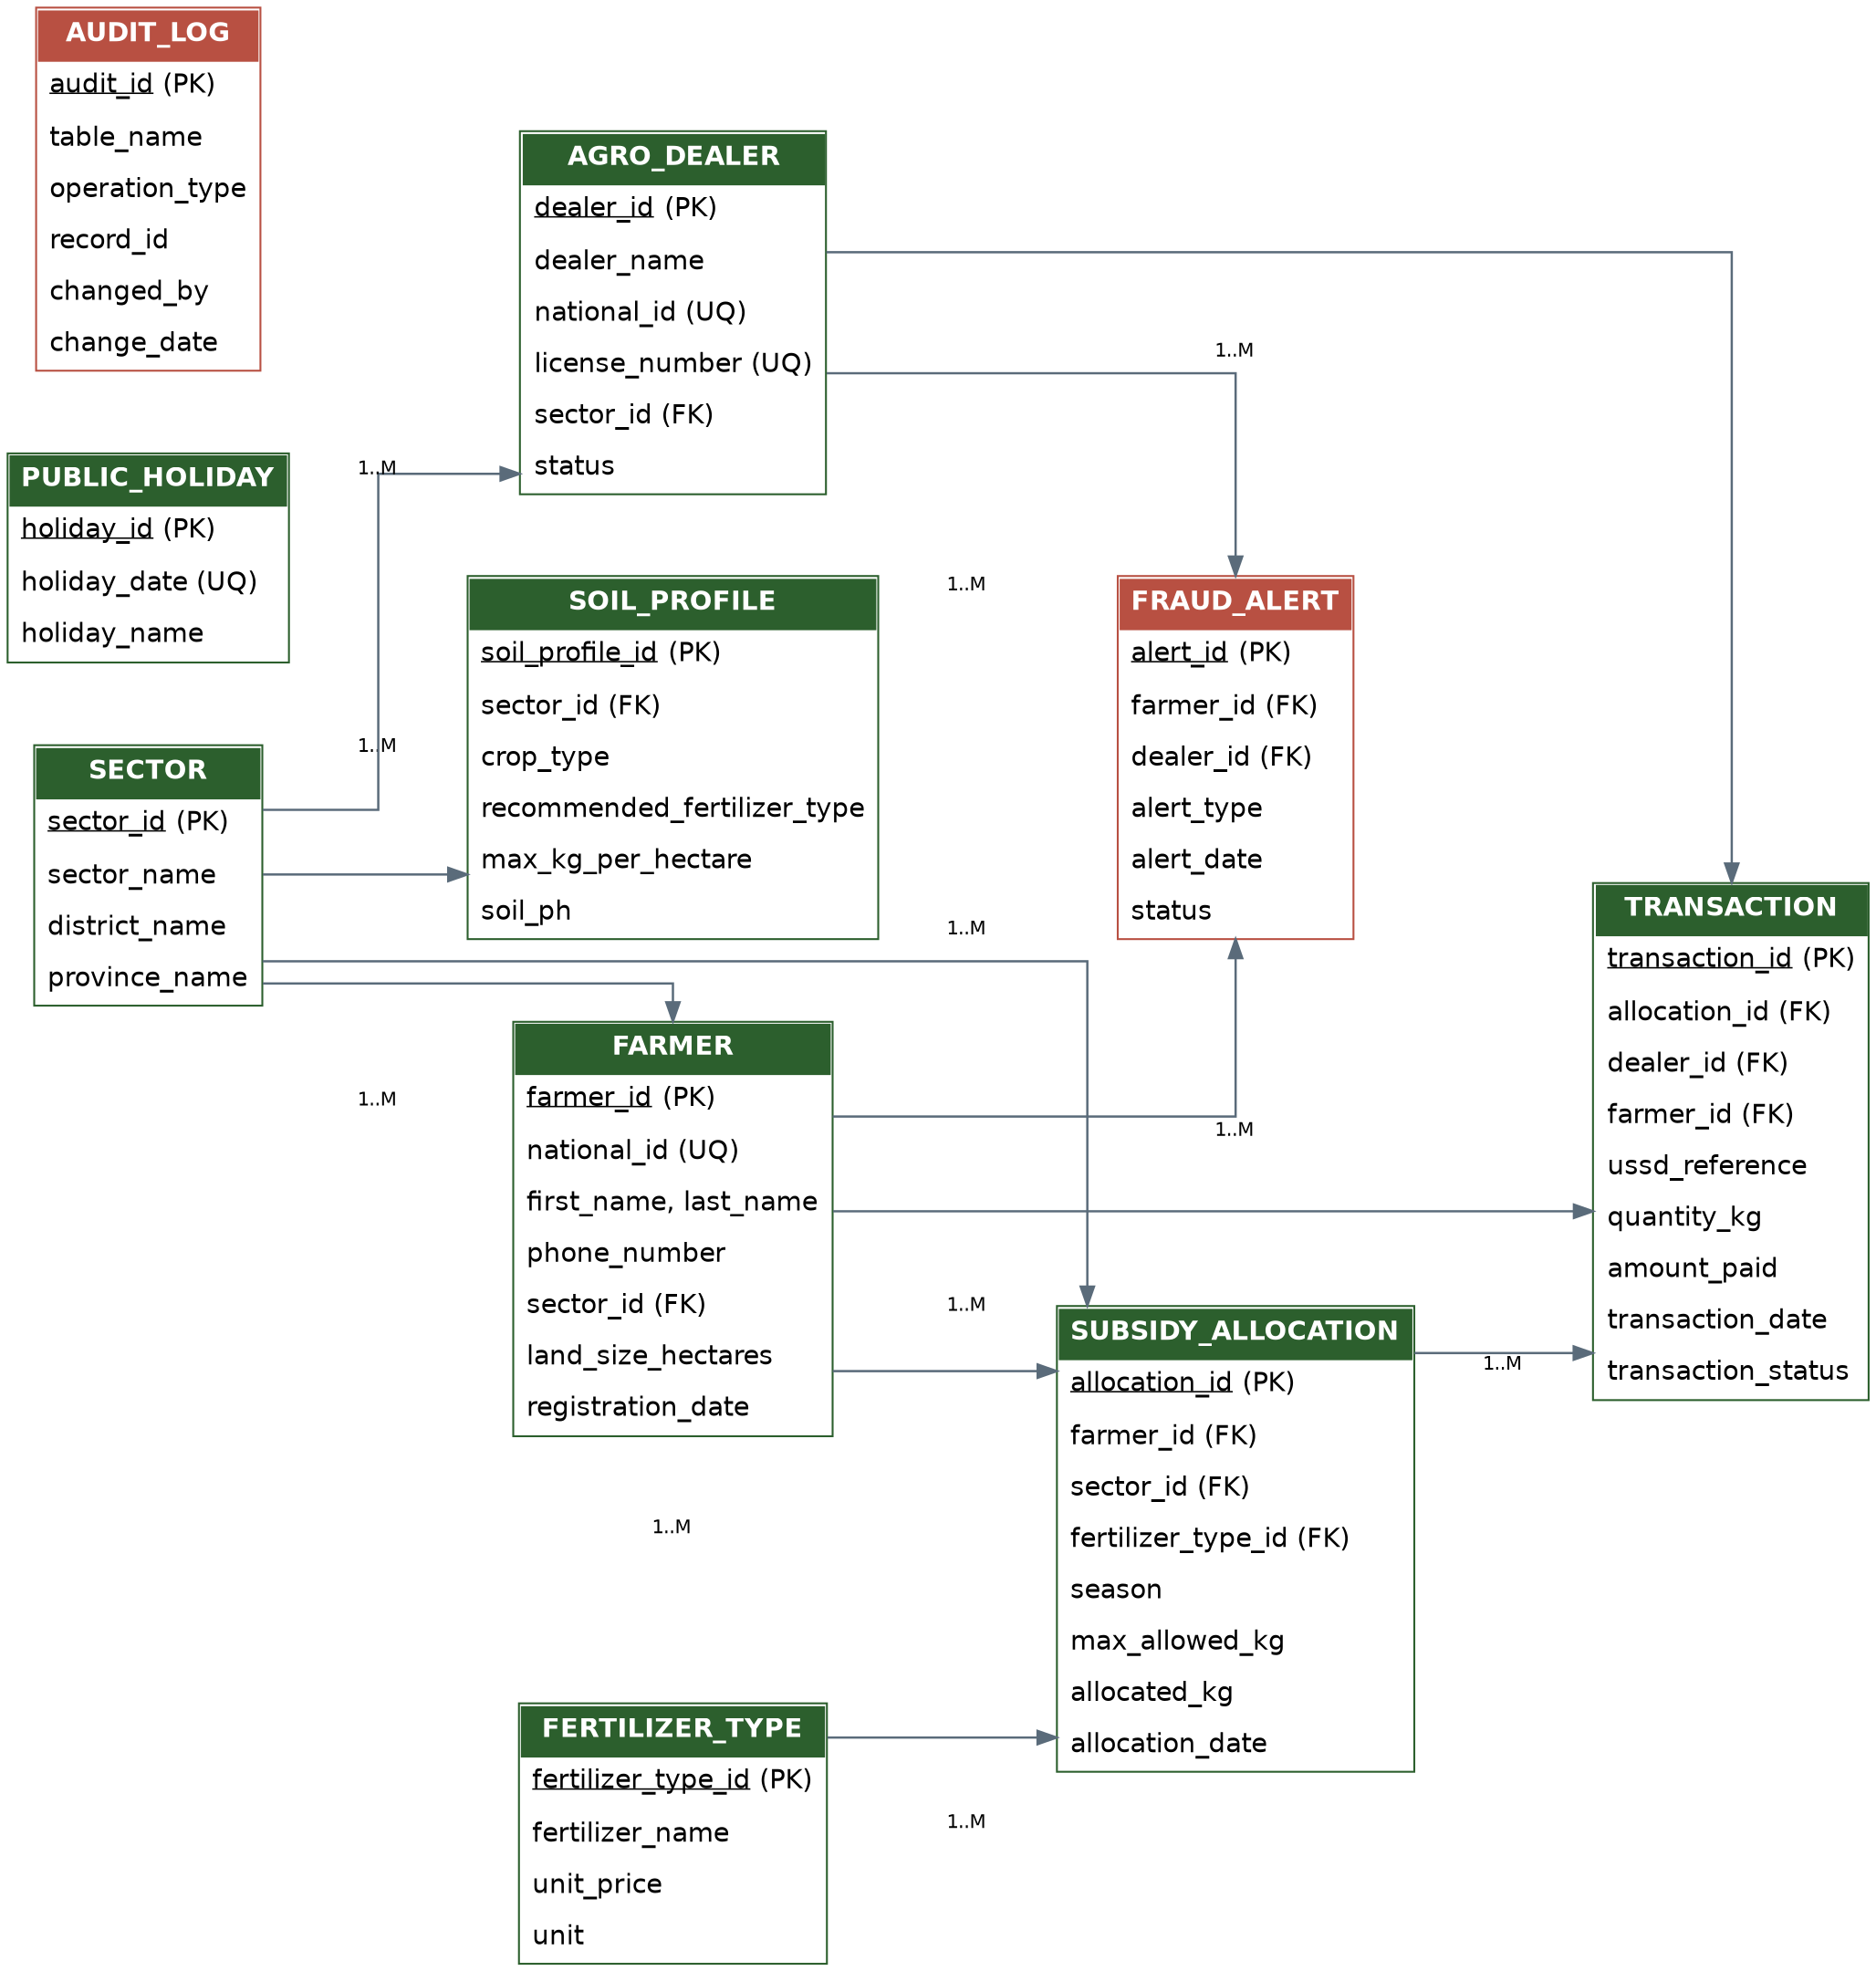 AUDIT_LOG
audit_id (PK)
table_name
operation_type
record_id
changed_by
change_date
PUBLIC_HOLIDAY
holiday_id (PK)
holiday_date (UQ)
holiday_name
SECTOR
sector_id (PK)
sector_name
district_name
province_name
1..M
1..M
1..M
AGRO_DEALER
dealer_id (PK)
dealer_name
national_id (UQ)
license_number (UQ)
sector_id (FK)
status
SOIL_PROFILE
soil_profile_id (PK)
sector_id (FK)
crop_type
recommended_fertilizer_type
max_kg_per_hectare
soil_ph
FARMER
farmer_id (PK)
national_id (UQ)
first_name, last_name
phone_number
sector_id (FK)
land_size_hectares
registration_date
1..M
FERTILIZER_TYPE
fertilizer_type_id (PK)
fertilizer_name
unit_price
unit
1..M
1..M
1..M
1..M
1..M
FRAUD_ALERT
alert_id (PK)
farmer_id (FK)
dealer_id (FK)
alert_type
alert_date
status
1..M
SUBSIDY_ALLOCATION
allocation_id (PK)
farmer_id (FK)
sector_id (FK)
fertilizer_type_id (FK)
season
max_allowed_kg
allocated_kg
allocation_date
1..M
TRANSACTION
transaction_id (PK)
allocation_id (FK)
dealer_id (FK)
farmer_id (FK)
ussd_reference
quantity_kg
amount_paid
transaction_date
transaction_status